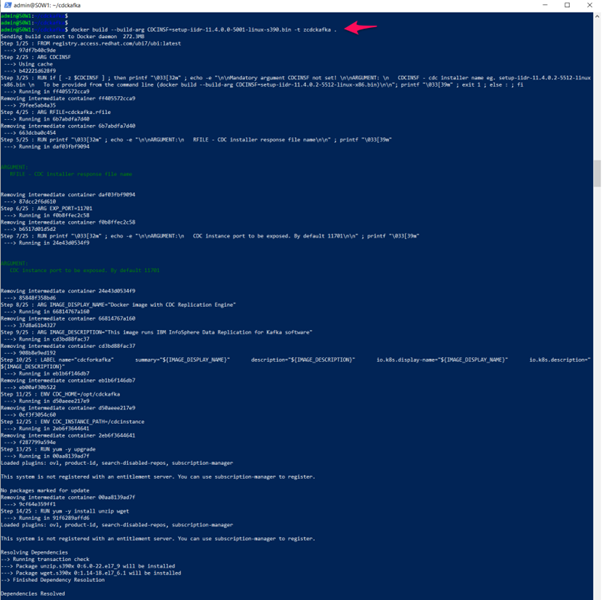 admin@S0W1: ~/cdckafka
admin@S0W1:
admin@S0W1:
admin@S0W1: docker build --build-arg CDCINSF=setup-iidr-11.4.0.0-5001-linux-s390.bin -t zcdckafka .
Sending build context to Docker daemon 272.3MB
Step 1/25 : FROM registry.access.redhat.com/ubi7/ubi:latest
---> 97df7b40c3de
Step 2/25 : ARG CDCINSF
---> Using cache
---> b42221d628f9
Step 3/25 : RUN if [ -z $CDCINSF ] ; then printf "\033[32m" ; echo -e "\n\nMandatory argument CDCINSF not set! \n\nARGUMENT: \n CDCINSF - cdc installer name eg. setup-iidr-11.4.0.2-5512-linux
-x86.bin \n To be provided from the command line (docker build --build-arg CDCINSF=setup-iidr-11.4.0.2-5512-linux-x86.bin)\n\n"; printf "\033[39m" ; exit 1 ; else : ; fi
---> Running in ff405572cca9
Removing intermediate container ff405572cca9
---> 79fee5ab4a35
Step 4/25 : ARG RFILE=cdckafka.rfile
---> Running in 6b7abdfa7d40
Removing intermediate container 6b7abdfa7d40
---> 663dcba0c454
Step 5/25 : RUN printf "\033[32m" ; echo -e "\n\nARGUMENT:\n RFILE - CDC installer response file name\n\n" ; printf "\033[39m"
---> Running in daf03fbf9094
ARGUMENT:
RFILE - CDC installer response file name
Removing intermediate container daf03fbf9094
---> 87dcc2f6d610
Step 6/25 : ARG EXP_PORT=11701
---> Running in f0b8ffec2c58
Removing intermediate container f0b8ffec2c58
---> b6517d01d5d2
Step 7/25 : RUN printf "\033[32m" ; echo -e "\n\nARGUMENT:\n CDC instance port to be exposed. By default 11701\n\n" ; printf "\033[39m"
---> Running in 24e43d0534f9
ARGUMENT:
CDC instance port to be exposed. By default 11701
Removing intermediate container 24e43d0534f9
---> 85848f358bd6
Step 8/25 : ARG IMAGE_DISPLAY_NAME="Docker image with CDC Replication Engine"
---> Running in 66814767a160
Removing intermediate container 66814767a160
---> 37d8a61b4327
Step 9/25 : ARG IMAGE_DESCRIPTION="This image runs IBM InfoSphere Data Replication for Kafka software"
---> Running in cd3bd88fac37
Removing intermediate container cd3bd88fac37
---> 908b8e9ed192
Step 10/25 : LABEL name="cdcforkafka" summary="${IMAGE_DISPLAY_NAME}" description="${IMAGE_DESCRIPTION}" io.k8s.display-name="${IMAGE_DISPLAY_NAME}" io.k8s.description="
${IMAGE_DESCRIPTION}"
---> Running in eb1b6f146db7
Removing intermediate container eb1b6f146db7
---> ab00af30b522
Step 11/25 : ENV CDC_HOME=/opt/cdckafka
---> Running in d50aeee217e9
Removing intermediate container d50aeee217e9
---> 0cf3f3054c60
Step 12/25 : ENV CDC_INSTANCE_PATH=/cdcinstance
---> Running in 2eb6f3644641
Removing intermediate container 2eb6f3644641
---> f287799a594e
Step 13/25 : RUN yum -y upgrade
---> Running in 00aa8139ad7f
Loaded plugins: ovl, product-id, search-disabled-repos, subscription-manager
This system is not registered with an entitlement server. You can use subscription-manager to register.
No packages marked for update
Removing intermediate container 00aa8139ad7f
---> 9cf64e359ff1
Step 14/25 : RUN yum -y install unzip wget
---> Running in 91f6289affd6
Loaded plugins: ovl, product-id, search-disabled-repos, subscription-manager
This system is not registered with an entitlement server. You can use subscription-manager to register.
Resolving Dependencies
--> Running transaction check
---> Package unzip.s390x 0:6.0-22.el7_9 will be installed
---> Package wget.s390x 0:1.14-18.el7_6.1 will be installed
--> Finished Dependency Resolution
Dependencies Resolved